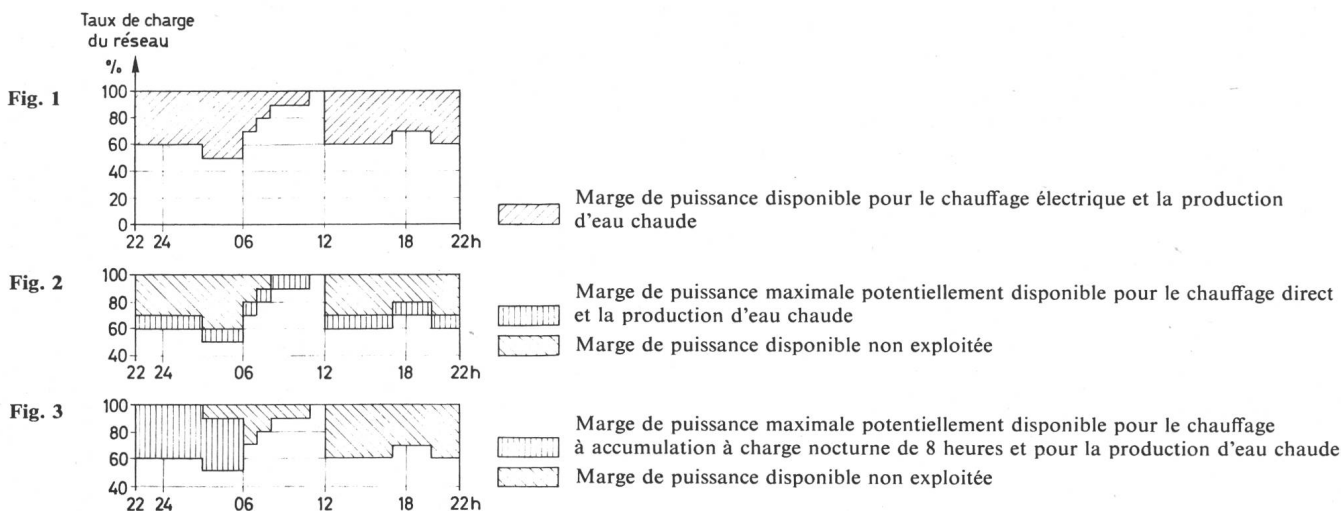 Taux de charge
du réseau
%
Fig. 1
100
80
60
40
20
0
22 24 06 12 18 22h
Marge de puissance disponible pour le chauffage électrique et la production
d'eau chaude
Fig. 2
100
80
60
40
22 24 06 12 18 22h
Marge de puissance maximale potentiellement disponible pour le chauffage direct
et la production d'eau chaude
Marge de puissance disponible non exploitée
Fig. 3
100
80
60
40
22 24 06 12 18 22h
Marge de puissance maximale potentiellement disponible pour le chauffage
à accumulation à charge nocturne de 8 heures et pour la production d'eau chaude
Marge de puissance disponible non exploitée